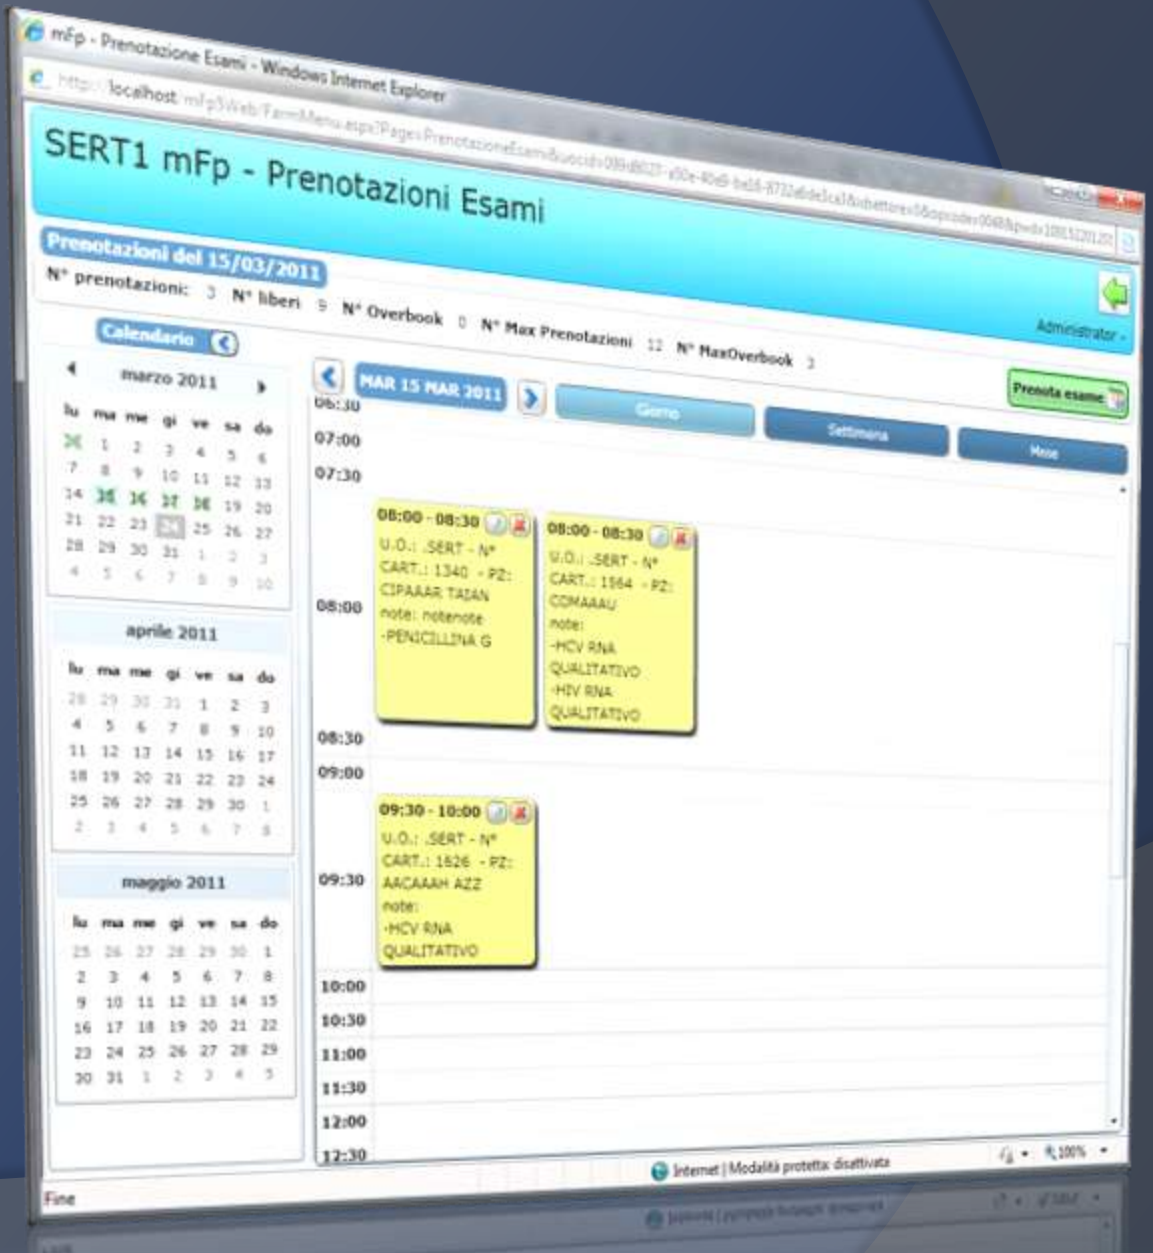 mFp - Prenotazione Esami - Windows Internet Explorer
SERT1 mFp - Prenotazioni Esami
Administrator -
Prenotazioni del 15/03/2011
N° prenotazioni: 3 N° liberi 9 N° Overbook 0 N° Max Prenotazioni 12 N° MaxOverbook 3
Prenota esame
Calendario
MAR 15 MAR 2011
Giorno
Settimana
Mese
marzo 2011
lu ma me gi ve sa do
1 2 3 4 5 6
7 8 9 10 11 12 13
14 15 16 17 18 19 20
21 22 23 24 25 26 27
28 29 30 31 1 2 3
4 5 6 7 8 9 10
aprile 2011
lu ma me gi ve sa do
28 29 30 31 1 2 3
4 5 6 7 8 9 10
11 12 13 14 15 16 17
18 19 20 21 22 23 24
25 26 27 28 29 30 1
2 3 4 5 6 7 8
maggio 2011
lu ma me gi ve sa do
25 26 27 28 29 30 1
2 3 4 5 6 7 8
9 10 11 12 13 14 15
16 17 18 19 20 21 22
23 24 25 26 27 28 29
30 31 1 2 3 4 5
06:30
07:00
07:30
08:00
08:00 - 08:30
U.O.: .SERT - N°
CART.: 1340 - PZ:
CIPAAAR TAIAN
note: notenote
-PENICILLINA G
08:00 - 08:30
U.O.: .SERT - N°
CART.: 1564 - PZ:
COMAAAU
note:
-HCV RNA
QUALITATIVO
-HIV RNA
QUALITATIVO
08:30
09:00
09:30
09:30 - 10:00
U.O.: .SERT - N°
CART.: 1626 - PZ:
AACAAAH AZZ
note:
-HCV RNA
QUALITATIVO
10:00
10:30
11:00
11:30
12:00
12:30
Fine
Internet | Modalità protetta: disattivata
100%